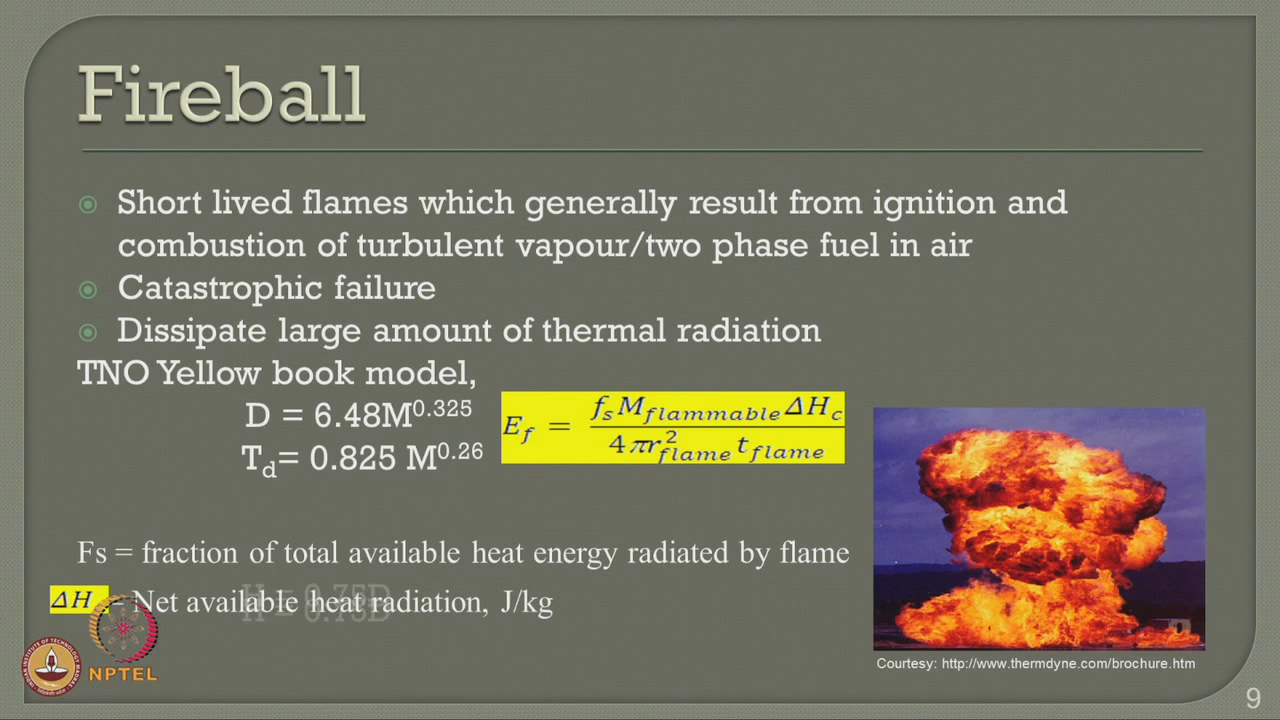 Fireball
Short lived flames which generally result from ignition and
combustion of turbulent vapour/two phase fuel in air
Catastrophic failure
Dissipate large amount of thermal radiation
TNO Yellow book model,
D = 6.48M^0.325
T_d= 0.825 M^0.26
E_f = f_s M_flammable ΔH_c / 4πr²_flame t_flame
Fs = fraction of total available heat energy radiated by flame
ΔH = Net available heat radiation, J/kg
H = 0.75D
Courtesy: http://www.thermdyne.com/brochure.htm
NPTEL
9